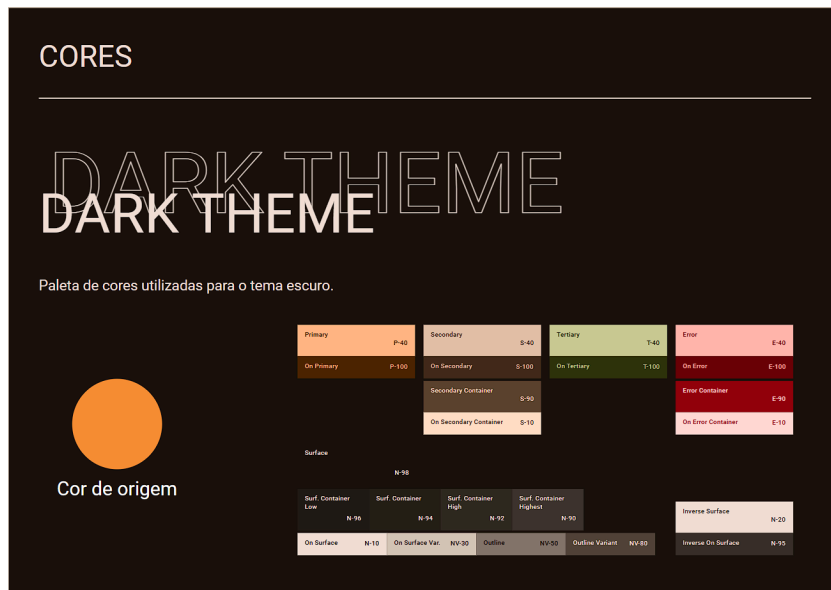 CORES
DARK THEME
DARK THEME
Paleta de cores utilizadas para o tema escuro.
Cor de origem
Primary
P-40
On Primary P-100
Secondary
S-40
On Secondary S-100
Secondary Container
S-90
On Secondary Container S-10
Tertiary
T-40
On Tertiary T-100
Error
E-40
On Error E-100
Error Container
E-90
On Error Container E-10
Surface
N-98
Surf. Container
Low
N-96
Surf. Container
N-94
Surf. Container
High
N-92
Surf. Container
Highest
N-90
On Surface N-10
On Surface Var. NV-30
Outline NV-50
Outline Variant NV-80
Inverse Surface
N-20
Inverse On Surface N-95